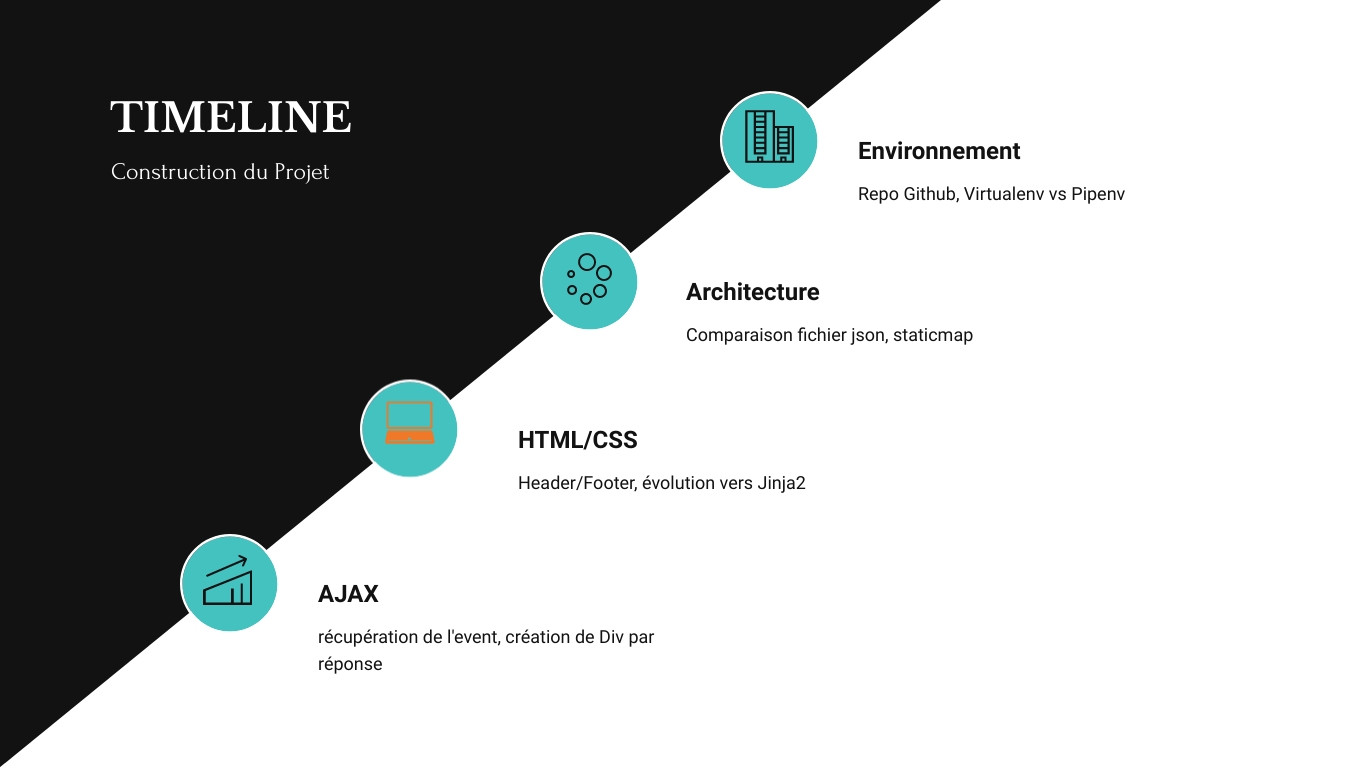 TIMELINE
Construction du Projet
Environnement
Repo Github, Virtualenv vs Pipenv
Architecture
Comparaison fichier json, staticmap
HTML/CSS
Header/Footer, évolution vers Jinja2
AJAX
récupération de l'event, création de Div par
réponse